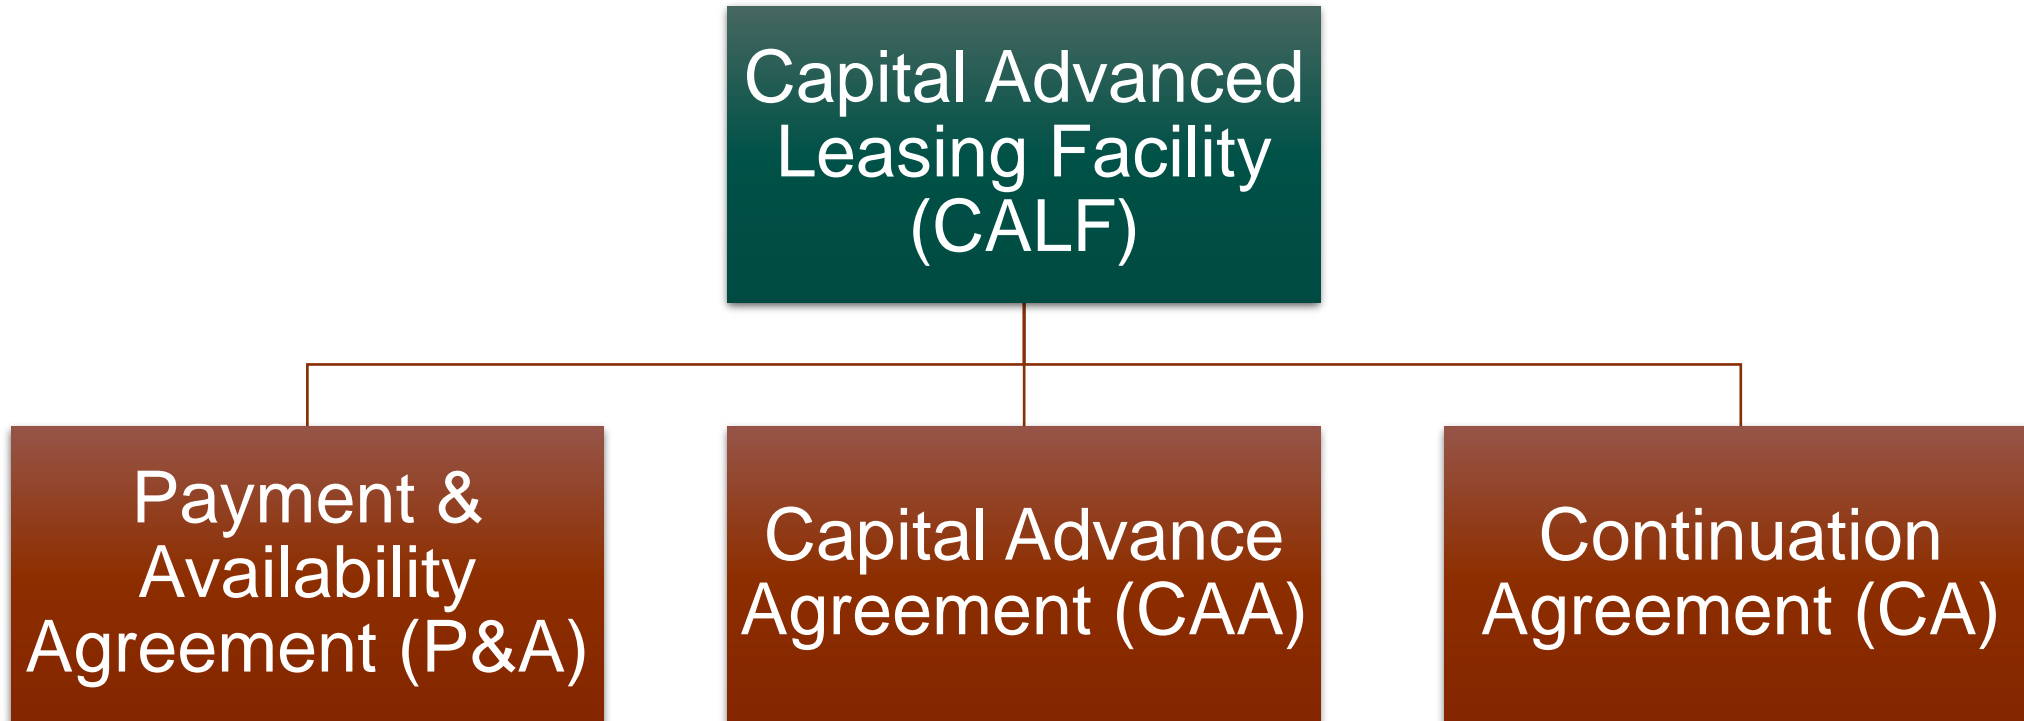 Capital Advanced
Leasing Facility
(CALF)
Payment &
Availability
Agreement (P&A)
Capital Advance
Agreement (CAA)
Continuation
Agreement (CA)